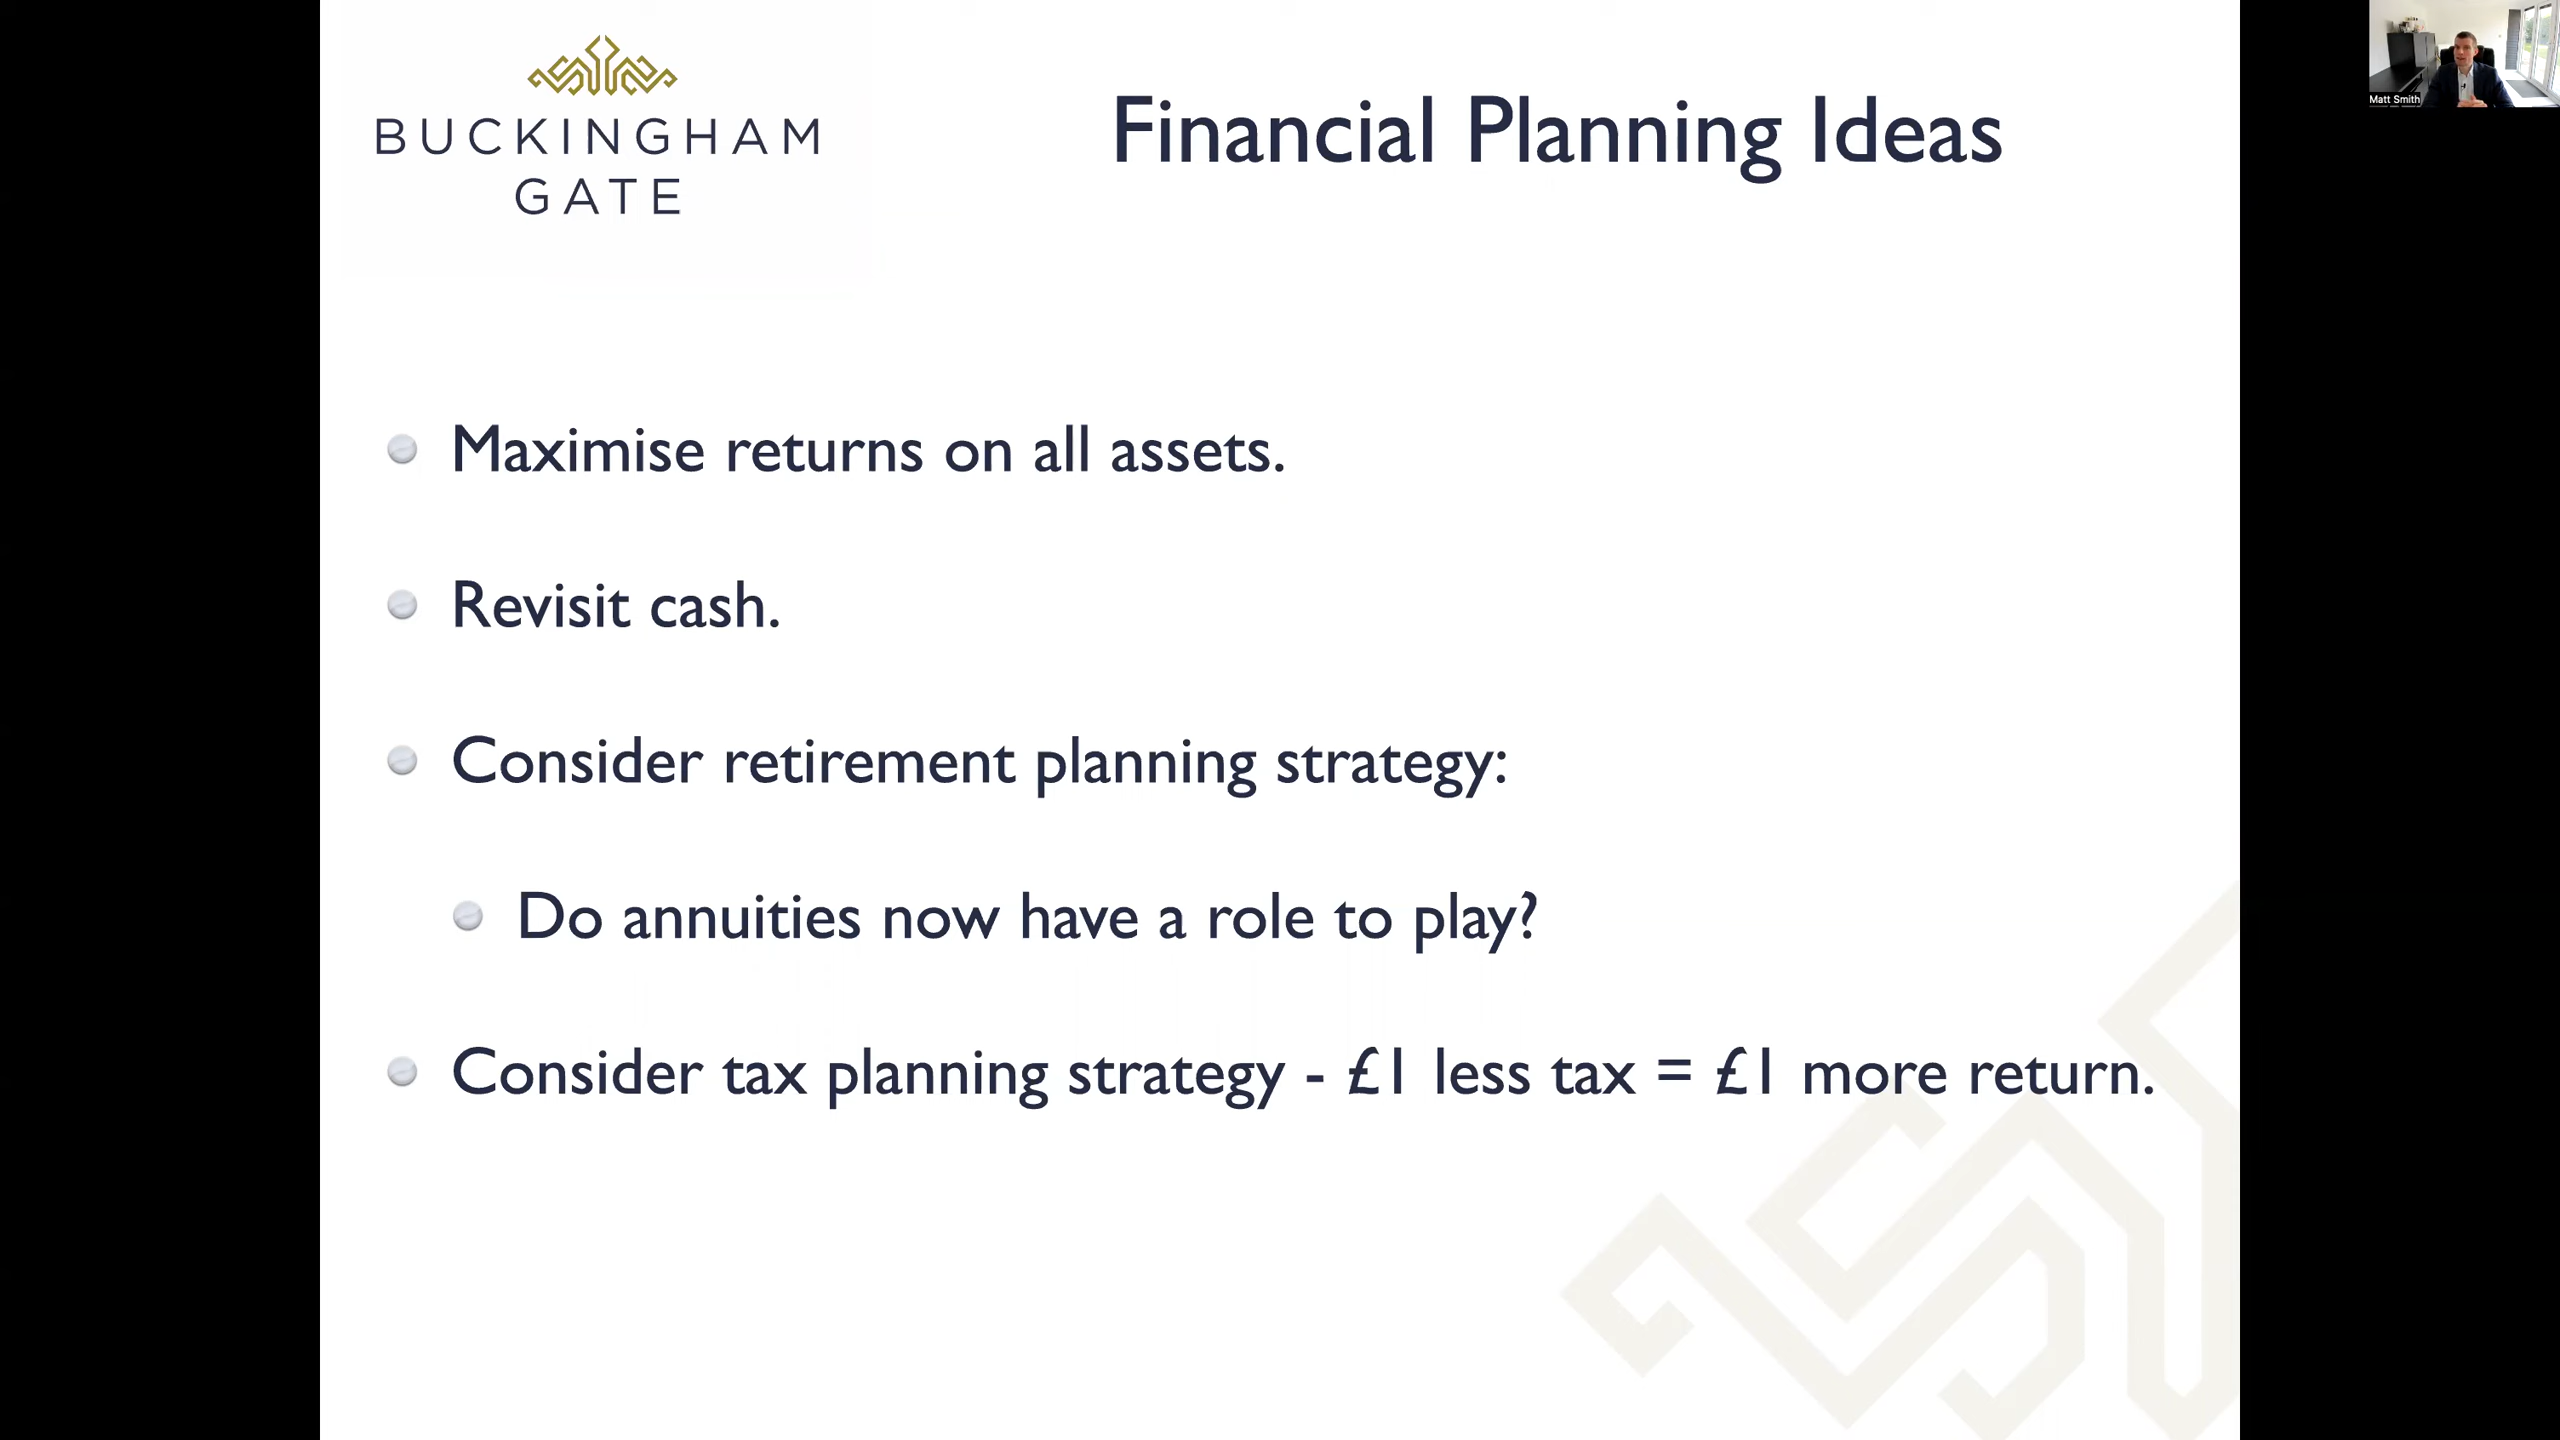 BUCKINGHAM
GATE
Financial Planning Ideas
Matt Smith
Maximise returns on all assets.
Revisit cash.
Consider retirement planning strategy:
Do annuities now have a role to play?
Consider tax planning strategy - £1 less tax = £1 more return.